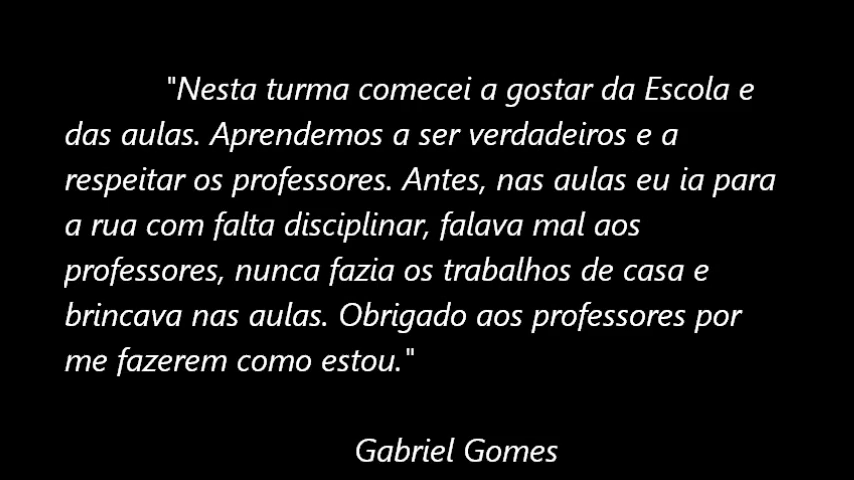 "Nesta turma comecei a gostar da Escola e
das aulas. Aprendemos a ser verdadeiros e a
respeitar os professores. Antes, nas aulas eu ia para
a rua com falta disciplinar, falava mal aos
professores, nunca fazia os trabalhos de casa e
brincava nas aulas. Obrigado aos professores por
me fazerem como estou."
Gabriel Gomes